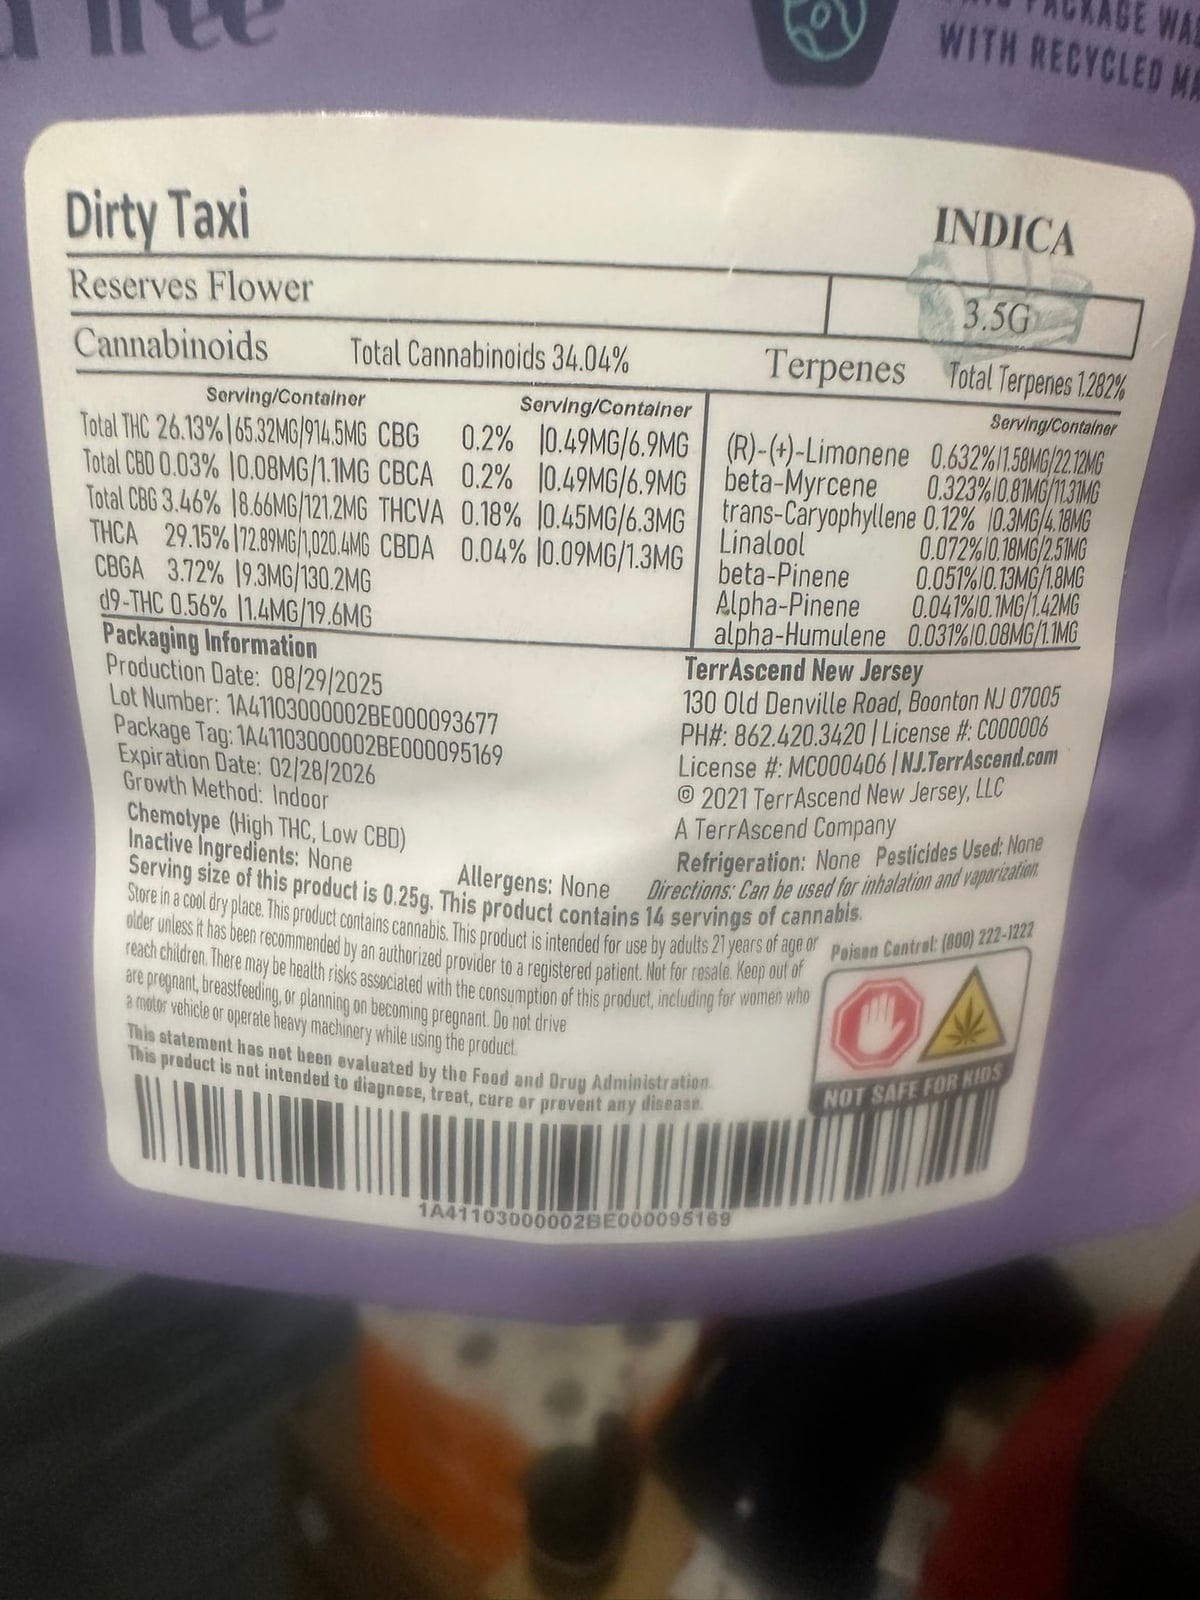 WITH RECYCLED
Dirty Taxi
INDICA
Reserves Flower
3.5G
Cannabinoids Total Cannabinoids 34.04%
Terpenes Total Terpenes 1.282%
Serving/Container Serving/Container
Total THC 26.13% |65.32MG/914.5MG CBG 0.2% |0.49MG/6.9MG
Total CBD 0.03% |0.08MG/1.1MG CBCA 0.2% |0.49MG/6.9MG
Total CBG 3.46% |8.66MG/121.2MG THCVA 0.18% |0.45MG/6.3MG
THCA 29.15% |72.89MG/1,020.4MG CBDA 0.04% |0.09MG/1.3MG
CBGA 3.72% |9.3MG/130.2MG
d9-THC 0.56% |1.4MG/19.6MG
Serving/Container
(R)-(+)-Limonene 0.632%|1.58MG/22.12MG
beta-Myrcene 0.323%|0.81MG/11.31MG
trans-Caryophyllene 0.12% |0.3MG/4.18MG
Linalool 0.072%|0.18MG/2.51MG
beta-Pinene 0.051%|0.13MG/1.8MG
Alpha-Pinene 0.041%|0.1MG/1.42MG
alpha-Humulene 0.031%|0.08MG/1.1MG
Packaging Information
Production Date: 08/29/2025
Lot Number: 1A41103000002BE000093677
Package Tag: 1A41103000002BE000095169
Expiration Date: 02/28/2026
Growth Method: Indoor
Chemotype (High THC, Low CBD)
Inactive Ingredients: None Allergens: None
TerrAscend New Jersey
130 Old Denville Road, Boonton NJ 07005
PH#: 862.420.3420 | License #: C000006
License #: MC000406 | NJ.TerrAscend.com
© 2021 TerrAscend New Jersey, LLC
A TerrAscend Company
Refrigeration: None Pesticides Used: None
Directions: Can be used for inhalation and vaporization.
Serving size of this product is 0.25g. This product contains 14 servings of cannabis.
Store in a cool dry place. This product contains cannabis. This product is intended for use by adults 21 years of age or
older unless it has been recommended by an authorized provider to a registered patient. Not for resale. Keep out of
reach children. There may be health risks associated with the consumption of this product, including for women who
are pregnant, breastfeeding, or planning on becoming pregnant. Do not drive
a motor vehicle or operate heavy machinery while using the product.
This statement has not been evaluated by the Food and Drug Administration.
This product is not intended to diagnose, treat, cure or prevent any disease.
Poison Control: (800) 222-1222
NOT SAFE FOR KIDS
1A41103000002BE000095169